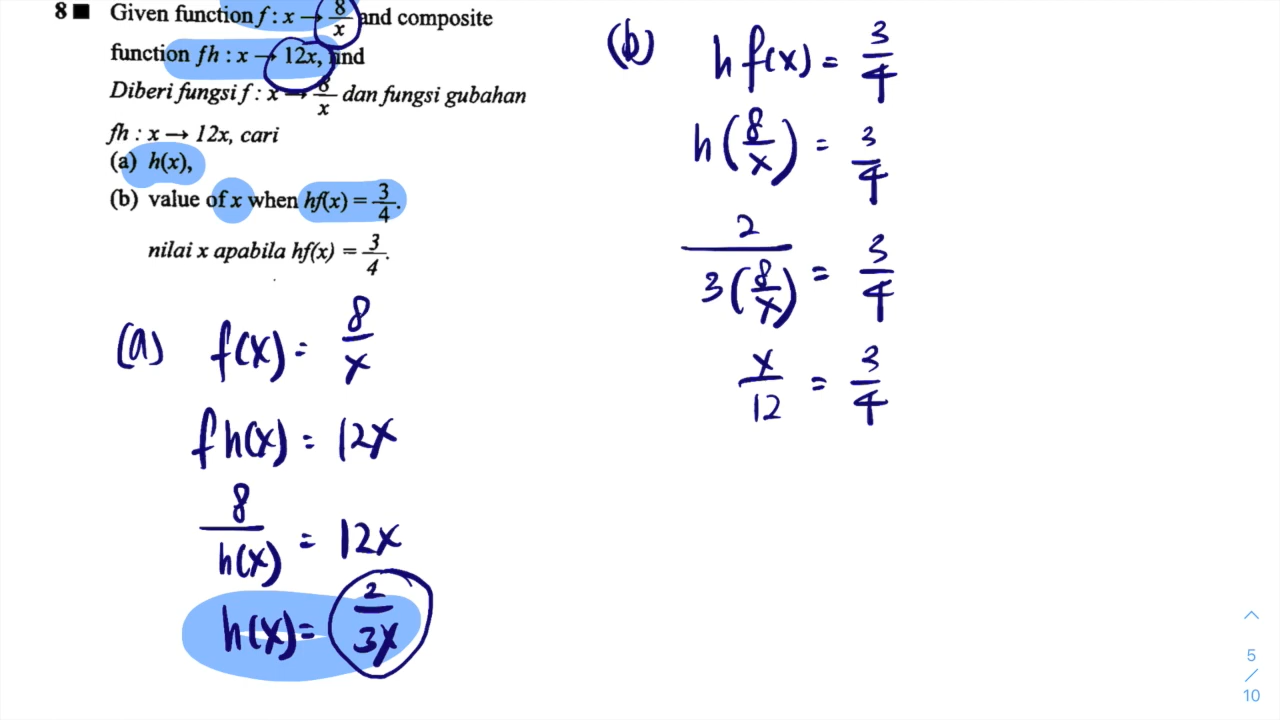 8 ■ Given function f : x → 8/x and composite
function fh : x → 12x, find
Diberi fungsi f : x → 8/x dan fungsi gubahan
fh : x → 12x, cari
(a) h(x),
(b) value of x when hf(x) = 3/4.
nilai x apabila hf(x) = 3/4.
(a) f(x) = 8/x
fh(x) = 12x
8/h(x) = 12x
h(x) = 2/3x
(b) hf(x) = 3/4
h(8/x) = 3/4
2/3(8/x) = 3/4
x/12 = 3/4
5
/
10